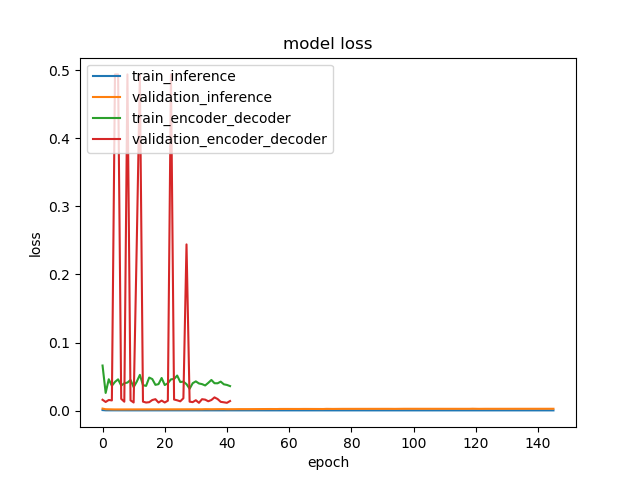 model loss
train_inference
validation_inference
train_encoder_decoder
validation_encoder_decoder
loss
0.5
0.4
0.3
0.2
0.1
0.0
0 20 40 60 80 100 120 140
epoch